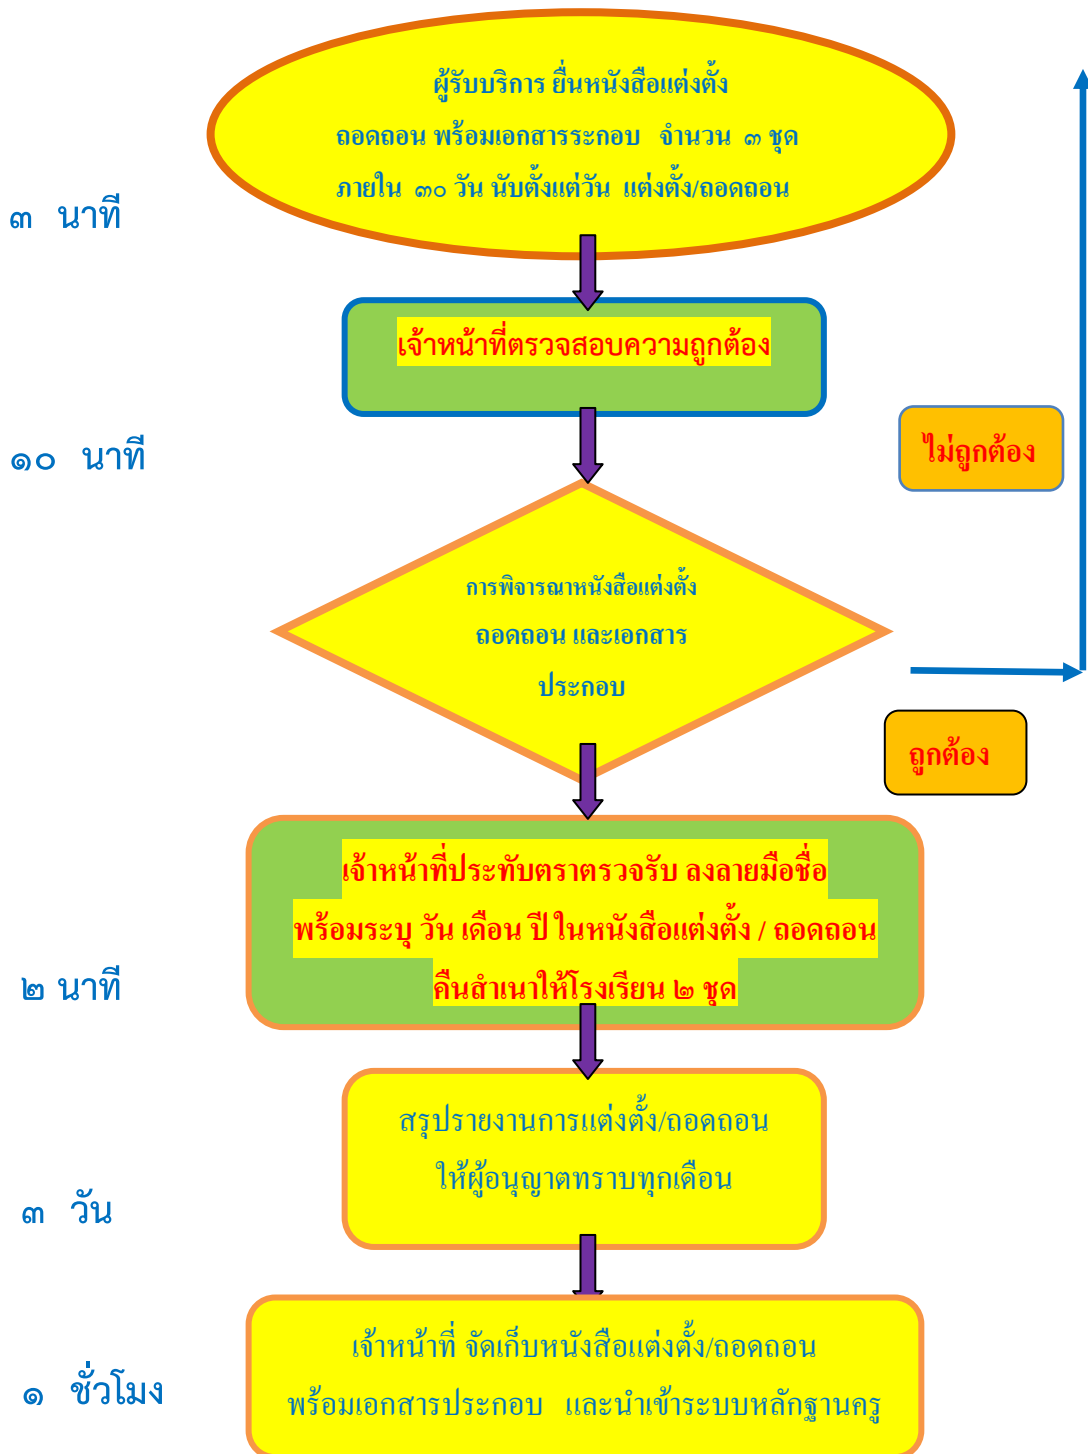 ผู้รับบริการ ยื่นหนังสือแต่งตั้ง
ถอดถอน พร้อมเอกสารระกอบ จำนวน ๓ ชุด
ภายใน ๓๐ วัน นับตั้งแต่วัน แต่งตั้ง/ถอดถอน
๓ นาที
เจ้าหน้าที่ตรวจสอบความถูกต้อง
๑๐ นาที
ไม่ถูกต้อง
การพิจารณาหนังสือแต่งตั้ง
ถอดถอน และเอกสาร
ประกอบ
ถูกต้อง
เจ้าหน้าที่ประทับตราตรวจรับ ลงลายมือชื่อ
พร้อมระบุ วัน เดือน ปี ในหนังสือแต่งตั้ง / ถอดถอน
คืนสำเนาให้โรงเรียน ๒ ชุด
๒ นาที
สรุปรายงานการแต่งตั้ง/ถอดถอน
ให้ผู้อนุญาตทราบทุกเดือน
๓ วัน
เจ้าหน้าที่ จัดเก็บหนังสือแต่งตั้ง/ถอดถอน
พร้อมเอกสารประกอบ และนำเข้าระบบหลักฐานครู
๑ ชั่วโมง